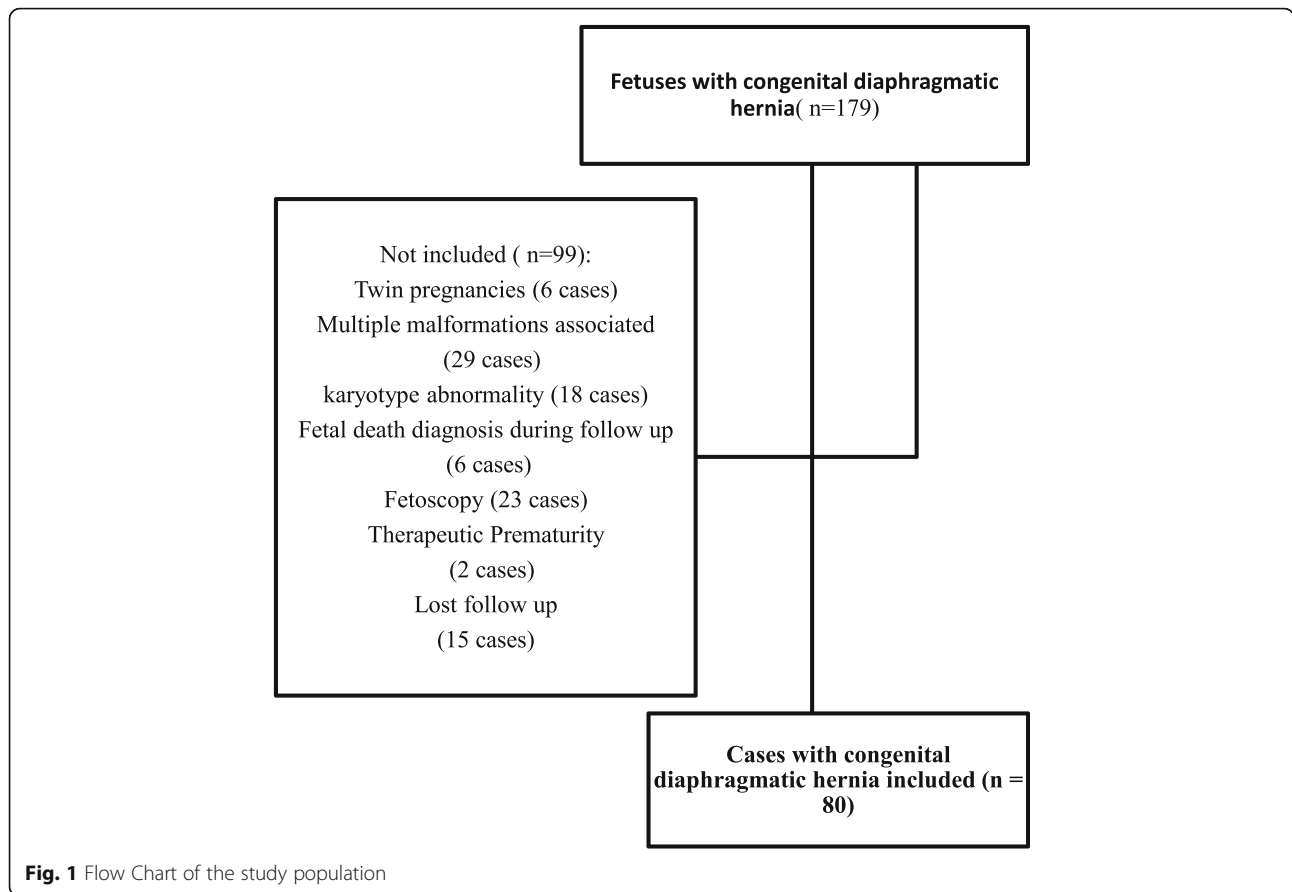 Fetuses with congenital diaphragmatic
hernia( n=179)
Not included ( n=99):
Twin pregnancies (6 cases)
Multiple malformations associated
(29 cases)
karyotype abnormality (18 cases)
Fetal death diagnosis during follow up
(6 cases)
Fetoscopy (23 cases)
Therapeutic Prematurity
(2 cases)
Lost follow up
(15 cases)
Cases with congenital
diaphragmatic hernia included (n =
80)
Fig. 1 Flow Chart of the study population